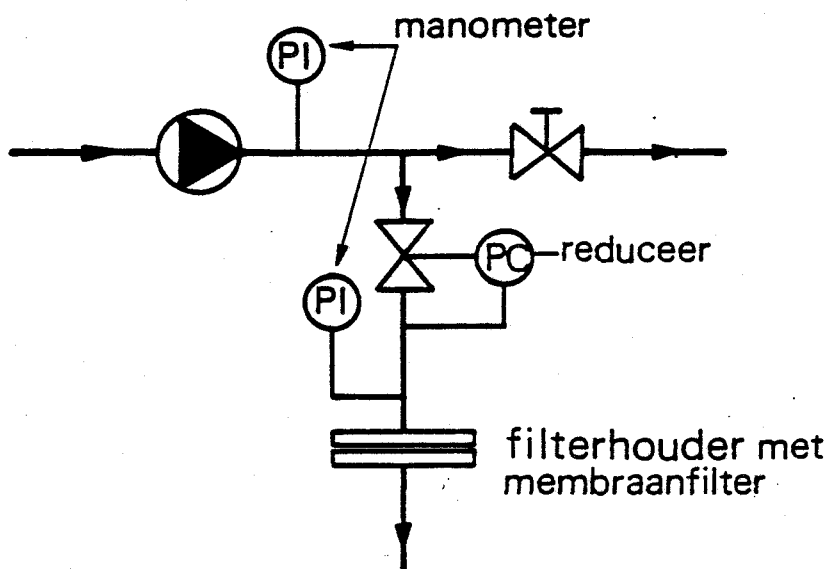 manometer
PI
PC
reduceer
PI
filterhouder met
membraanfilter